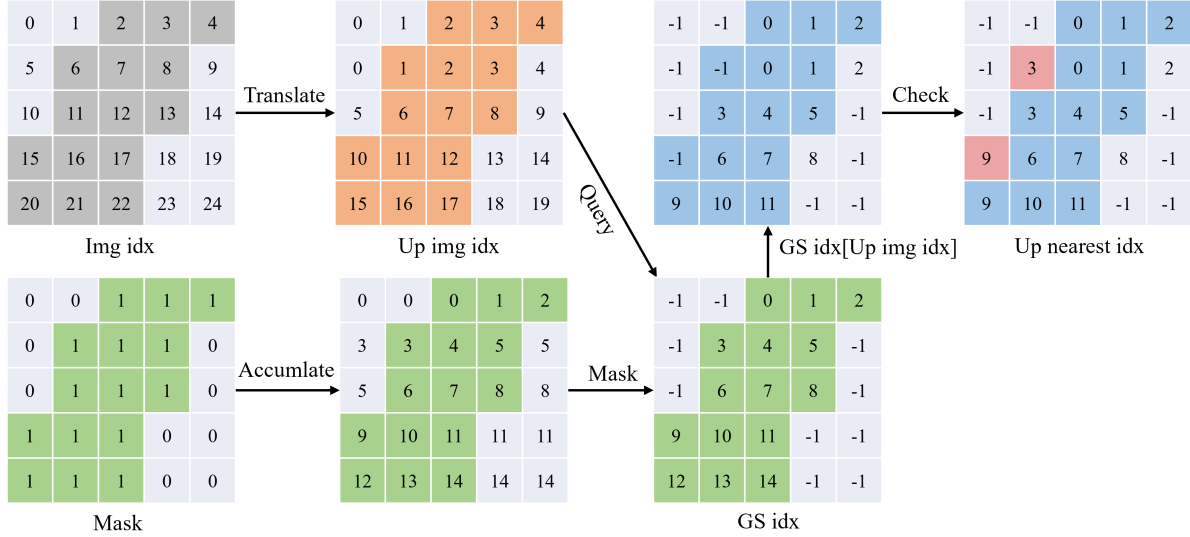 0 1 2 3 4
5 6 7 8 9
10 11 12 13 14
15 16 17 18 19
20 21 22 23 24
Img idx
Translate
0 1 2 3 4
0 1 2 3 4
5 6 7 8 9
10 11 12 13 14
15 16 17 18 19
Up img idx
Query
-1 -1 0 1 2
-1 -1 0 1 2
-1 3 4 5 -1
-1 6 7 8 -1
9 10 11 -1 -1
GS idx[Up img idx]
Check
-1 -1 0 1 2
-1 3 0 1 2
-1 3 4 5 -1
9 6 7 8 -1
9 10 11 -1 -1
Up nearest idx
0 0 1 1 1
0 1 1 1 0
0 1 1 1 0
1 1 1 0 0
1 1 1 0 0
Mask
Accumlate
0 0 0 1 2
3 3 4 5 5
5 6 7 8 8
9 10 11 11 11
12 13 14 14 14
Mask
-1 -1 0 1 2
-1 3 4 5 -1
-1 6 7 8 -1
9 10 11 -1 -1
12 13 14 -1 -1
GS idx